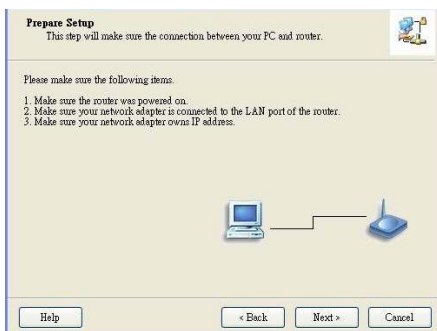 Prepare Setup
This step will make sure the connection between your PC and router.
Please make sure the following items.
1. Make sure the router was powered on.
2. Make sure your network adapter is connected to the LAN port of the router.
3. Make sure your network adapter owns IP address.
Help
< Back
Next >
Cancel